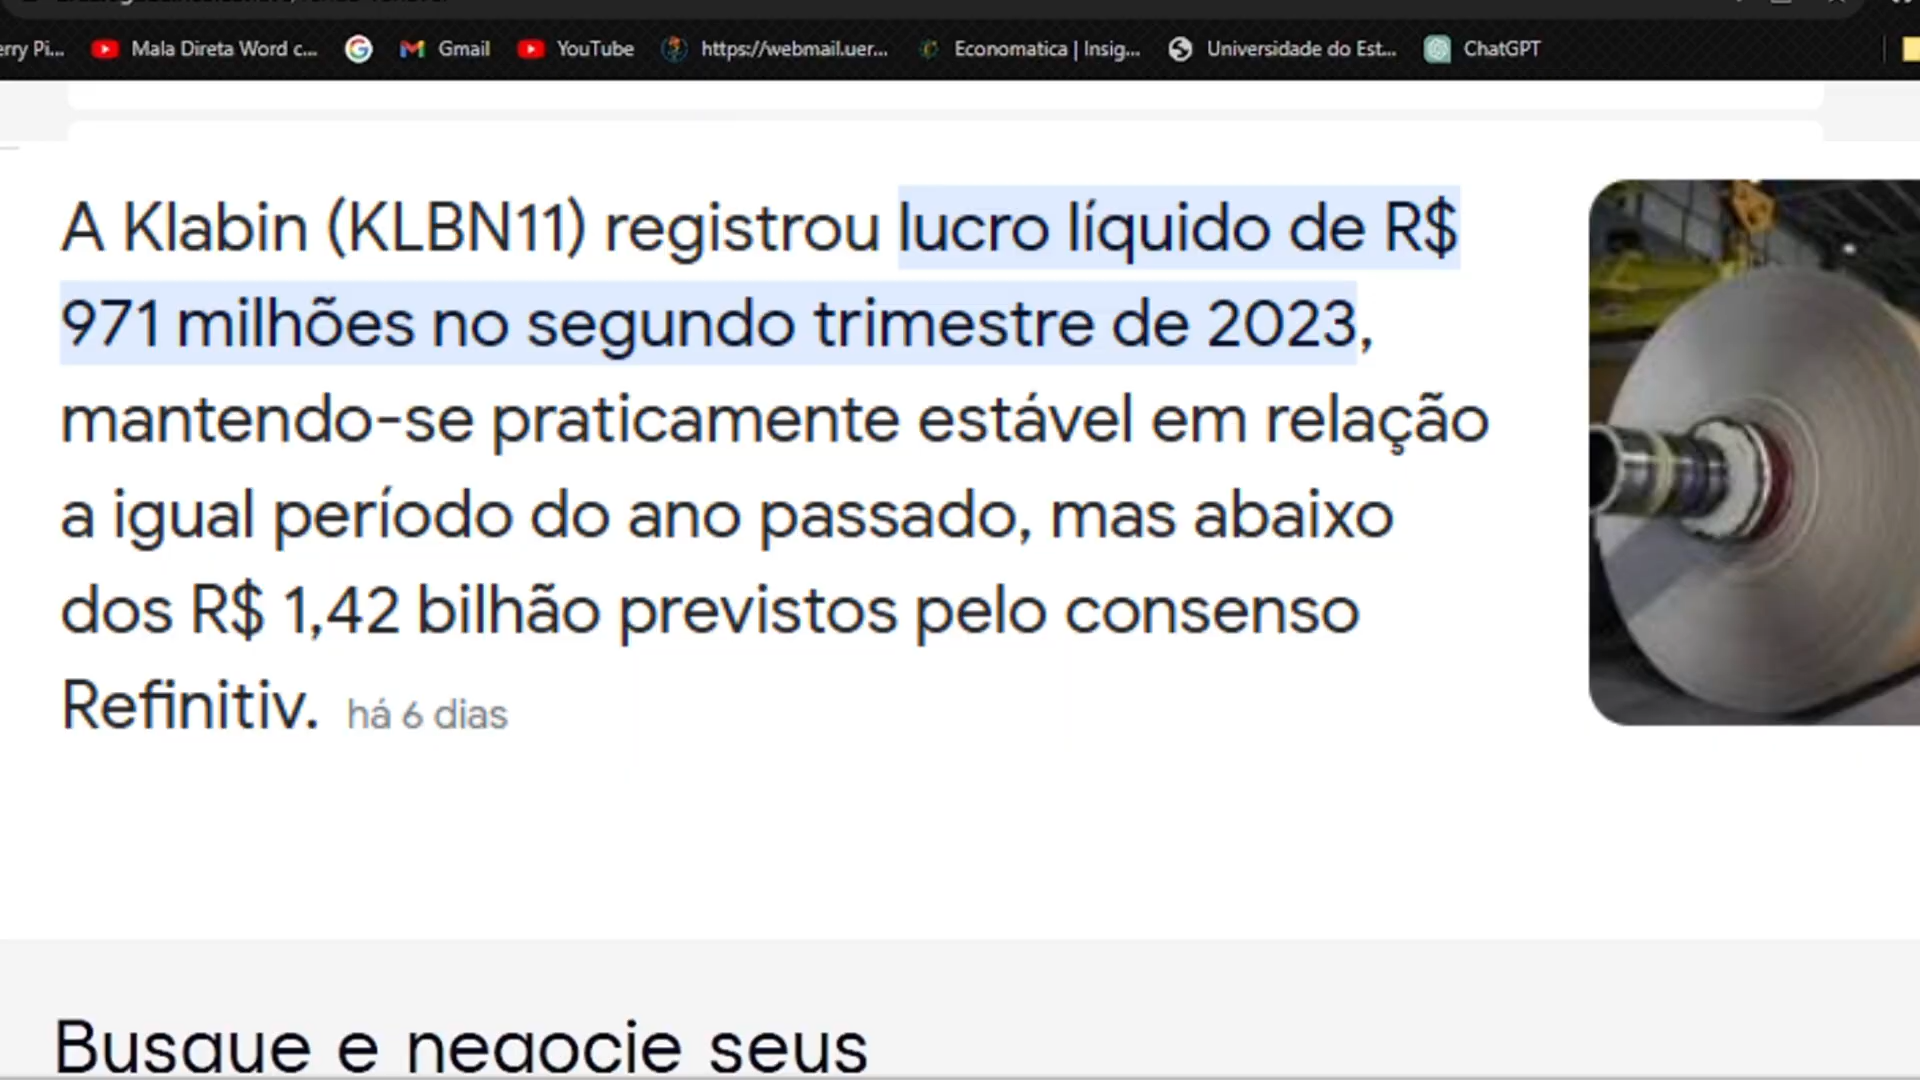 erry Pi... Mala Direta Word c... Gmail YouTube https://webmail.uer... Economatica | Insig... Universidade do Est... ChatGPT
A Klabin (KLBN11) registrou lucro líquido de R$
971 milhões no segundo trimestre de 2023,
mantendo-se praticamente estável em relação
a igual período do ano passado, mas abaixo
dos R$ 1,42 bilhão previstos pelo consenso
Refinitiv. há 6 dias
Busque e negocie seus